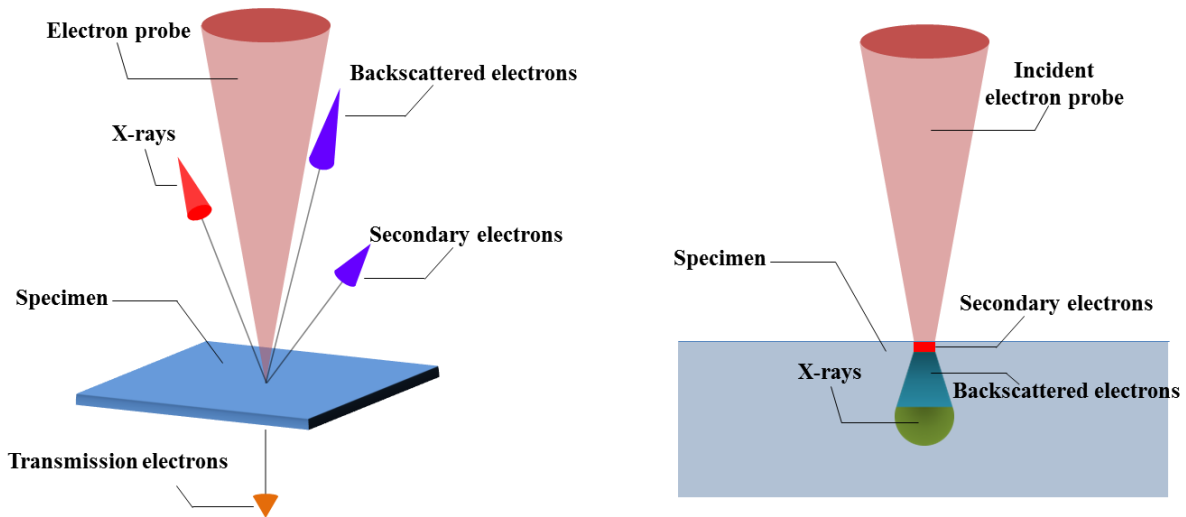 Electron probe
Backscattered electrons
X-rays
Secondary electrons
Specimen
Transmission electrons
Incident
electron probe
Specimen
Secondary electrons
X-rays
Backscattered electrons